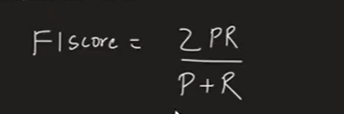 F1score = 2PR
P+R